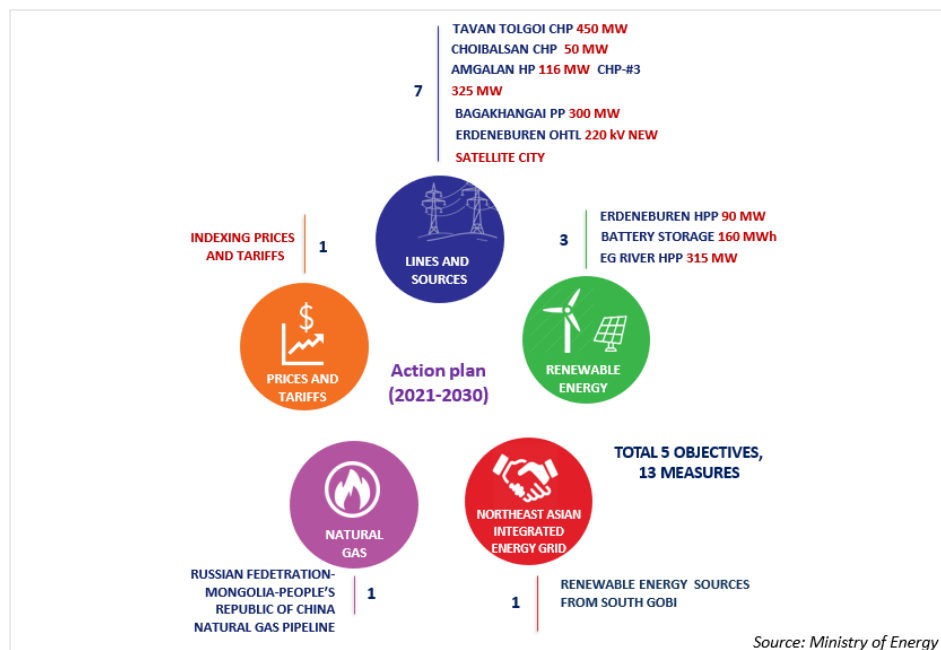 TAVAN TOLGOI CHP 450 MW
CHOIBALSAN CHP 50 MW
AMGALAN HP 116 MW CHP-#3
325 MW
7
BAGAKHANGAI PP 300 MW
ERDENEBUREN OHTL 220 kV NEW
SATELLITE CITY
LINES AND
SOURCES
INDEXING PRICES
AND TARIFFS
1
$
PRICES AND
TARIFFS
ERDENEBUREN HPP 90 MW
BATTERY STORAGE 160 MWh
EG RIVER HPP 315 MW
3
RENEWABLE
ENERGY
Action plan
(2021-2030)
TOTAL 5 OBJECTIVES,
13 MEASURES
NATURAL
GAS
RUSSIAN FEDETRATION-
MONGOLIA-PEOPLE'S
REPUBLIC OF CHINA
NATURAL GAS PIPELINE
1
NORTHEAST ASIAN
INTEGRATED
ENERGY GRID
1
RENEWABLE ENERGY SOURCES
FROM SOUTH GOBI
Source: Ministry of Energy